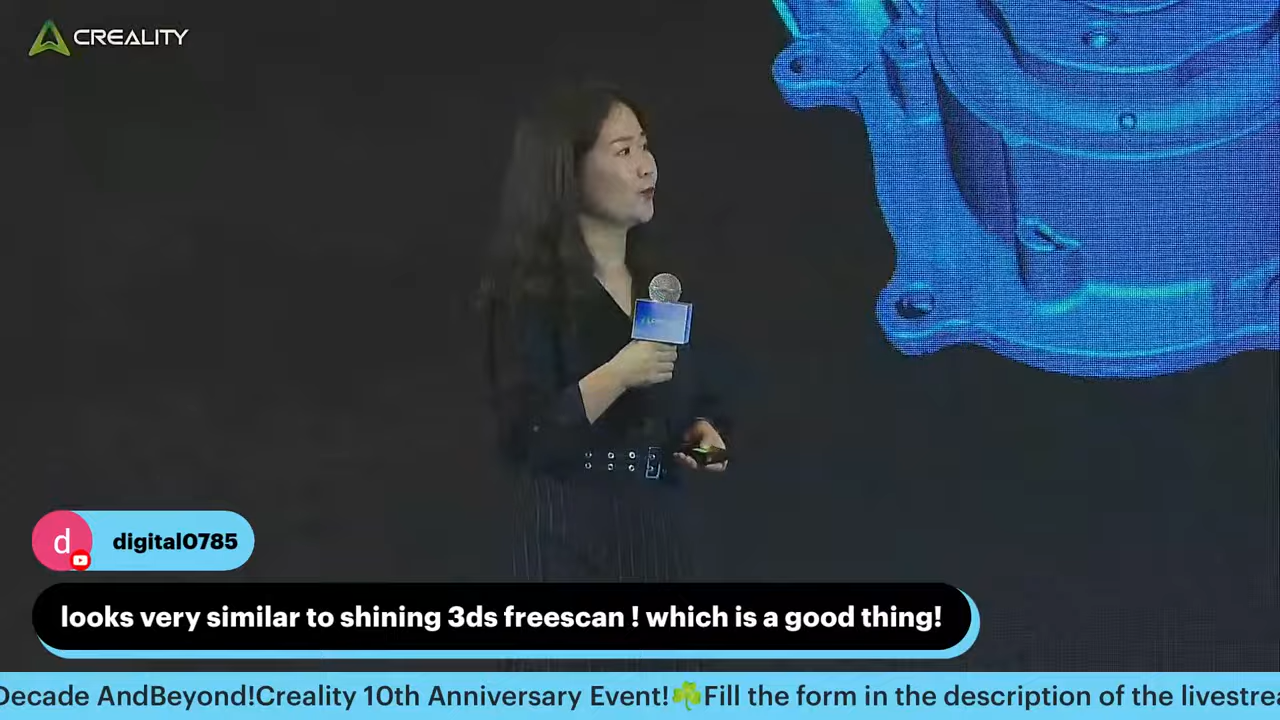 CREALITY
d digital0785
looks very similar to shining 3ds freescan ! which is a good thing!
Decade AndBeyond!Creality 10th Anniversary Event!☘️Fill the form in the description of the livestrea